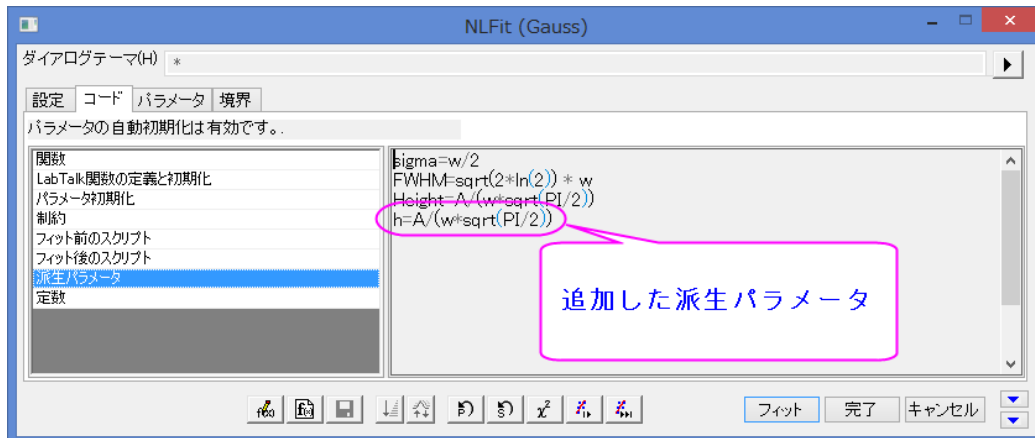 NLFit (Gauss)
ダイアログテーマ(H) *
設定 コード パラメータ 境界
パラメータの自動初期化は有効です。.
関数
LabTalk関数の定義と初期化
パラメータ初期化
制約
フィット前のスクリプト
フィット後のスクリプト
派生パラメータ
定数
sigma=w/2
FWHM=sqrt(2*ln(2)) * w
Height=A/(w*sqrt(PI/2))
h=A/(w*sqrt(PI/2))
追加した派生パラメータ
フィット 完了 キャンセル